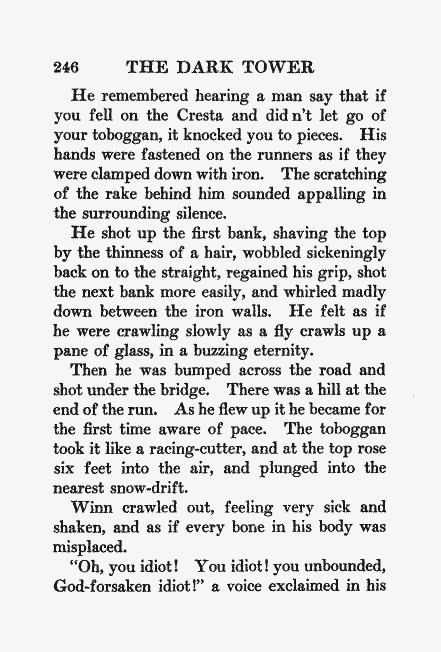 246 THE DARK TOWER
He remembered hearing a man say that if
you fell on the Cresta and didn't let go of
your toboggan, it knocked you to pieces. His
hands were fastened on the runners as if they
were clamped down with iron. The scratching
of the rake behind him sounded appalling in
the surrounding silence.
He shot up the first bank, shaving the top
by the thinness of a hair, wobbled sickeningly
back on to the straight, regained his grip, shot
the next bank more easily, and whirled madly
down between the iron walls. He felt as if
he were crawling slowly as a fly crawls up a
pane of glass, in a buzzing eternity.
Then he was bumped across the road and
shot under the bridge. There was a hill at the
end of the run. As he flew up it he became for
the first time aware of pace. The toboggan
took it like a racing-cutter, and at the top rose
six feet into the air, and plunged into the
nearest snow-drift.
Winn crawled out, feeling very sick and
shaken, and as if every bone in his body was
misplaced.
"Oh, you idiot! You idiot! you unbounded,
God-forsaken idiot!" a voice exclaimed in his